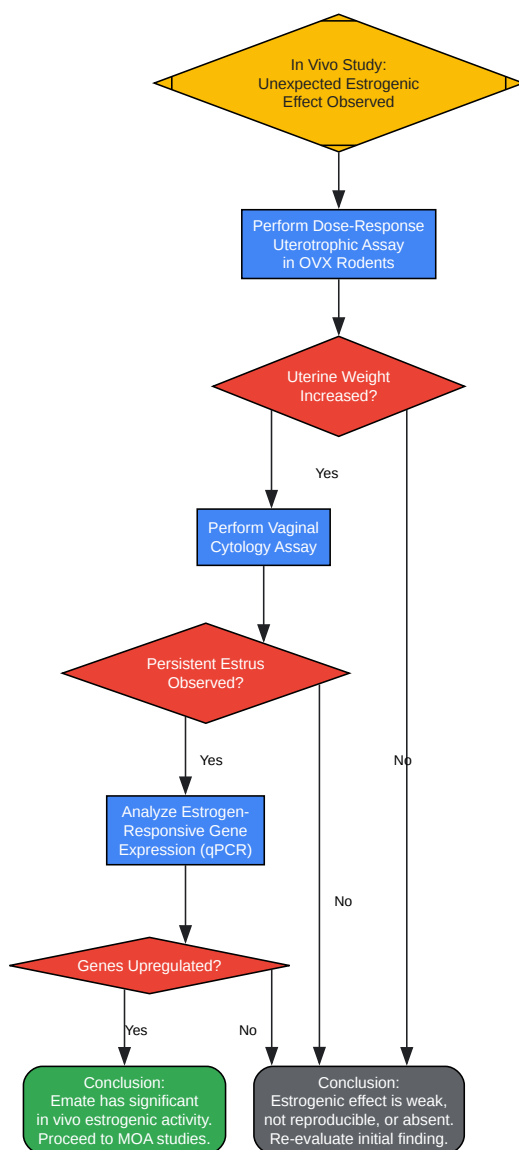 In Vivo Study:
Unexpected Estrogenic
Effect Observed
Perform Dose-Response
Uterotrophic Assay
in OVX Rodents
Uterine Weight
Increased?
Yes
Perform Vaginal
Cytology Assay
Persistent Estrus
Observed?
Yes
No
Analyze Estrogen-
Responsive Gene
Expression (qPCR)
No
Genes Upregulated?
Yes
No
Conclusion:
Emate has significant
in vivo estrogenic activity.
Proceed to MOA studies.
Conclusion:
Estrogenic effect is weak,
not reproducible, or absent.
Re-evaluate initial finding.